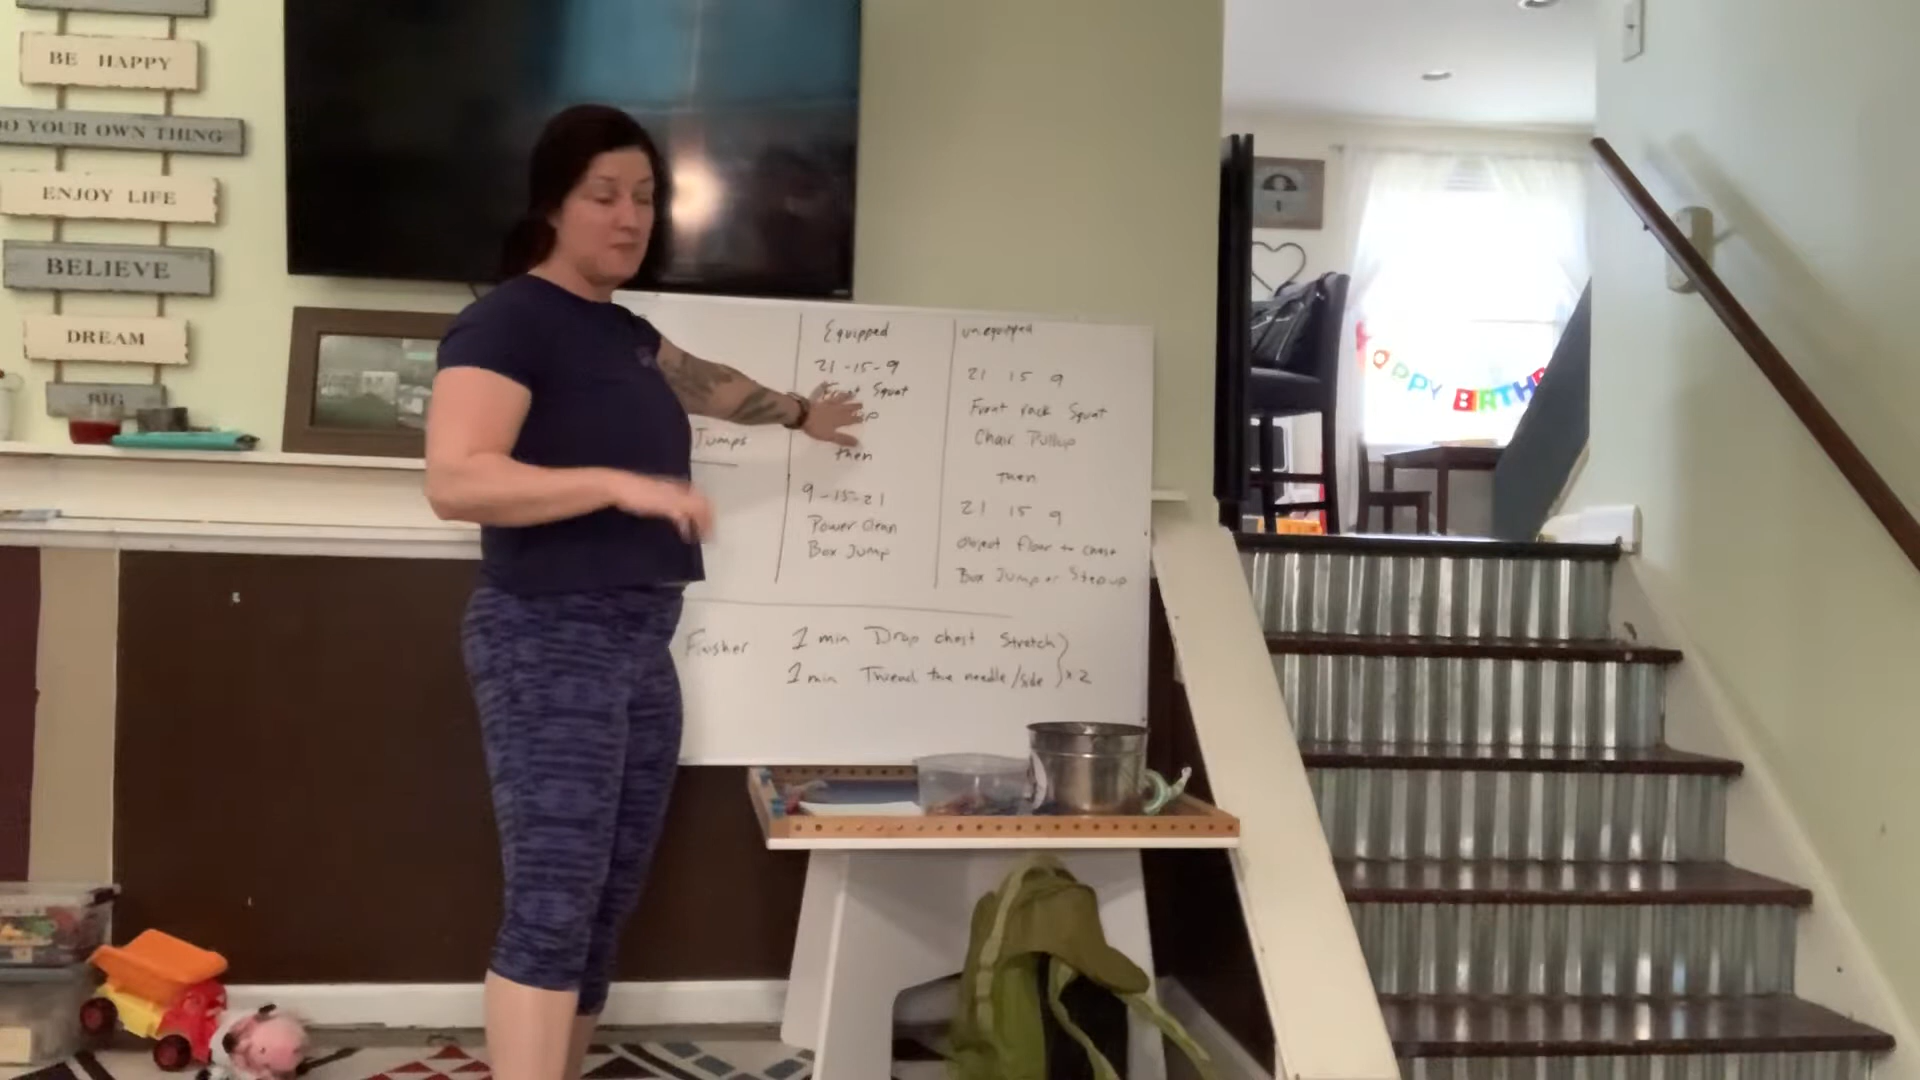 BE HAPPY
DO YOUR OWN THING
ENJOY LIFE
BELIEVE
DREAM
BIG
Jumps
Equipped
21-15-9
Front Squat
then
9-15-21
Power Clean
Box Jump
unequipped
21 15 9
Front rack Squat
Chair Pullup
Then
21 15 9
Object floor to chest
Box Jump or Stepup
Finisher
1 min Drop chest stretch
1 min Thread the needle/side
x2
HAPPY BIRTHD